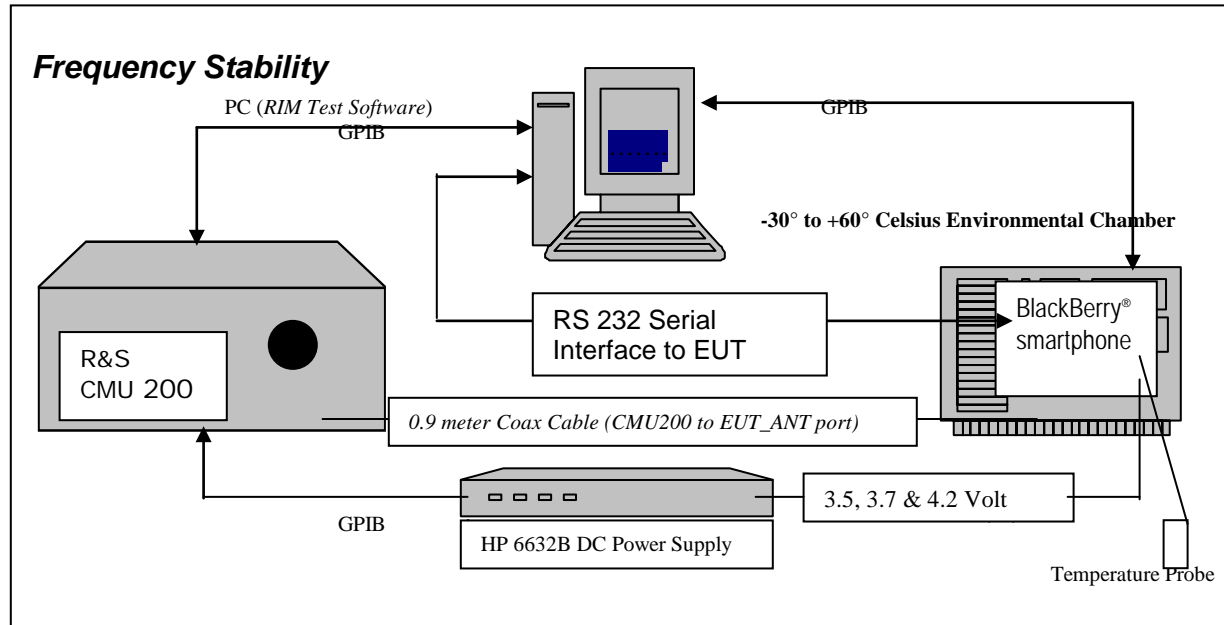 Frequency Stability
PC (RIM Test Software)
GPIB
GPIB
-30° to +60° Celsius Environmental Chamber
RS 232 Serial
Interface to EUT
BlackBerry®
smartphone
R&S
CMU 200
0.9 meter Coax Cable (CMU200 to EUT_ANT port)
3.5, 3.7 & 4.2 Volt
GPIB
HP 6632B DC Power Supply
Temperature Probe